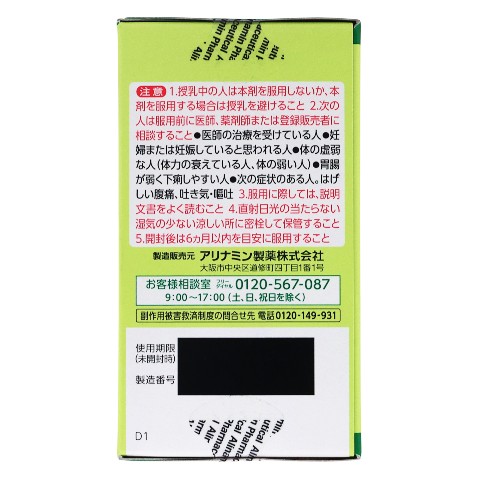 注意 1.授乳中の人は本剤を服用しないか、本
剤を服用する場合は授乳を避けること 2.次の
人は服用前に医師、薬剤師または登録販売者に
相談すること ●医師の治療を受けている人 ●妊
婦または妊娠していると思われる人 ●体の虚弱
な人(体力の衰えている人、体の弱い人) ●胃腸
が弱く下痢しやすい人 ●次の症状のある人。はげ
しい腹痛、吐き気・嘔吐 3.服用に際しては、説明
文書をよく読むこと 4.直射日光の当たらない
湿気の少ない涼しい所に密栓して保管すること
5.開封後は6ヵ月以内を目安に服用すること
製造販売元 アリナミン製薬株式会社
大阪市中央区道修町四丁目1番1号
お客様相談室 フリーダイヤル 0120-567-087
9:00~17:00(土、日、祝日を除く)
副作用被害救済制度の問合せ先 電話0120-149-931
使用期限
(未開封時)
製造番号
D1